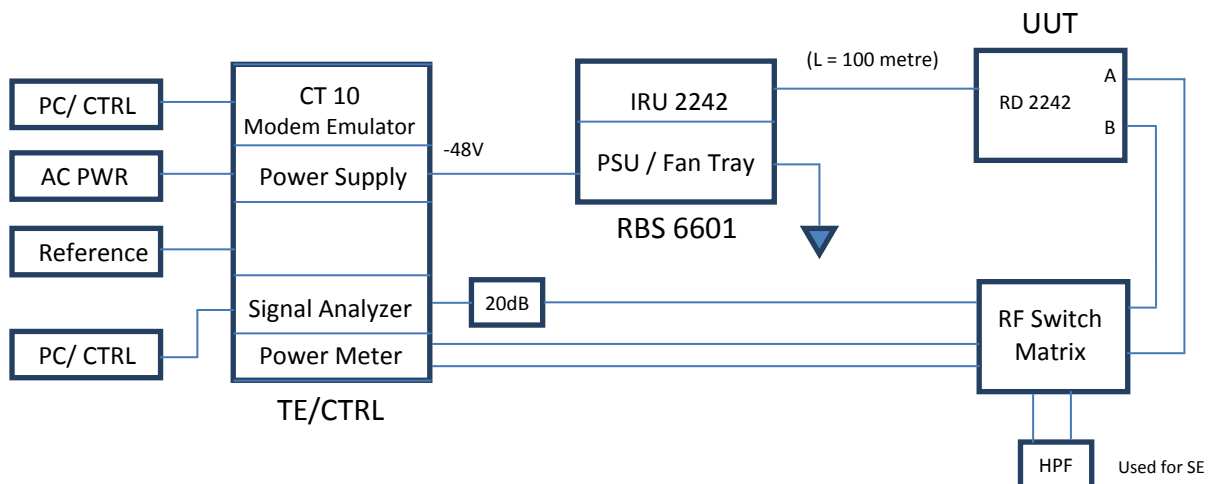 UUT
(L = 100 metre)
PC/ CTRL
CT 10
Modem Emulator
IRU 2242
RD 2242
A
B
-48V
AC PWR
Power Supply
PSU / Fan Tray
RBS 6601
Reference
Signal Analyzer
20dB
RF Switch
Matrix
PC/ CTRL
Power Meter
TE/CTRL
HPF
Used for SE